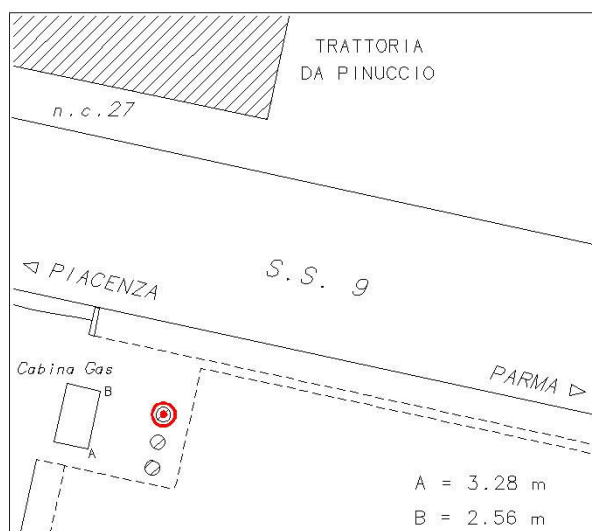 TRATTORIA
DA PINUCCIO
n.c.27
S.S. 9
◁ PIACENZA
PARMA ▷
Cabina Gas
B
A
A = 3.28 m
B = 2.56 m